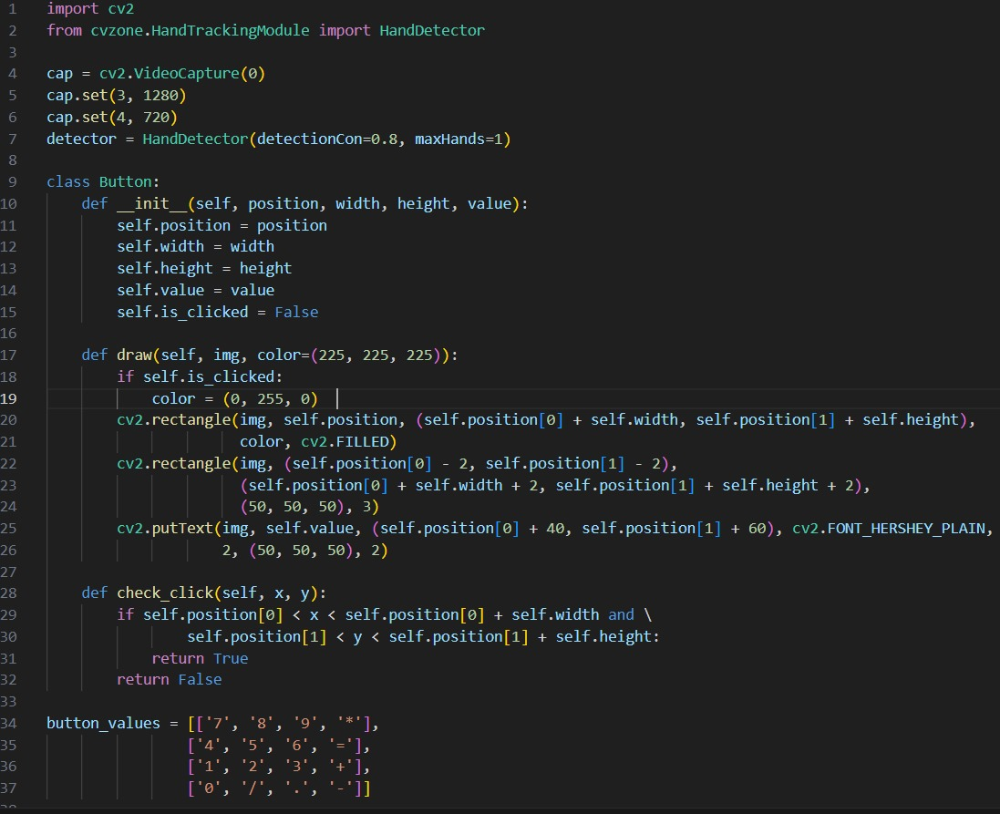 1 import cv2
2 from cvzone.HandTrackingModule import HandDetector
3
4 cap = cv2.VideoCapture(0)
5 cap.set(3, 1280)
6 cap.set(4, 720)
7 detector = HandDetector(detectionCon=0.8, maxHands=1)
8
9 class Button:
10     def __init__(self, position, width, height, value):
11         self.position = position
12         self.width = width
13         self.height = height
14         self.value = value
15         self.is_clicked = False
16
17     def draw(self, img, color=(225, 225, 225)):
18         if self.is_clicked:
19             color = (0, 255, 0)
20         cv2.rectangle(img, self.position, (self.position[0] + self.width, self.position[1] + self.height),
21                       color, cv2.FILLED)
22         cv2.rectangle(img, (self.position[0] - 2, self.position[1] - 2),
23                       (self.position[0] + self.width + 2, self.position[1] + self.height + 2),
24                       (50, 50, 50), 3)
25         cv2.putText(img, self.value, (self.position[0] + 40, self.position[1] + 60), cv2.FONT_HERSHEY_PLAIN,
26                     2, (50, 50, 50), 2)
27
28     def check_click(self, x, y):
29         if self.position[0] < x < self.position[0] + self.width and \
30                 self.position[1] < y < self.position[1] + self.height:
31             return True
32         return False
33
34 button_values = [['7', '8', '9', '*'],
35                 ['4', '5', '6', '='],
36                 ['1', '2', '3', '+'],
37                 ['0', '/', '.', '-']]